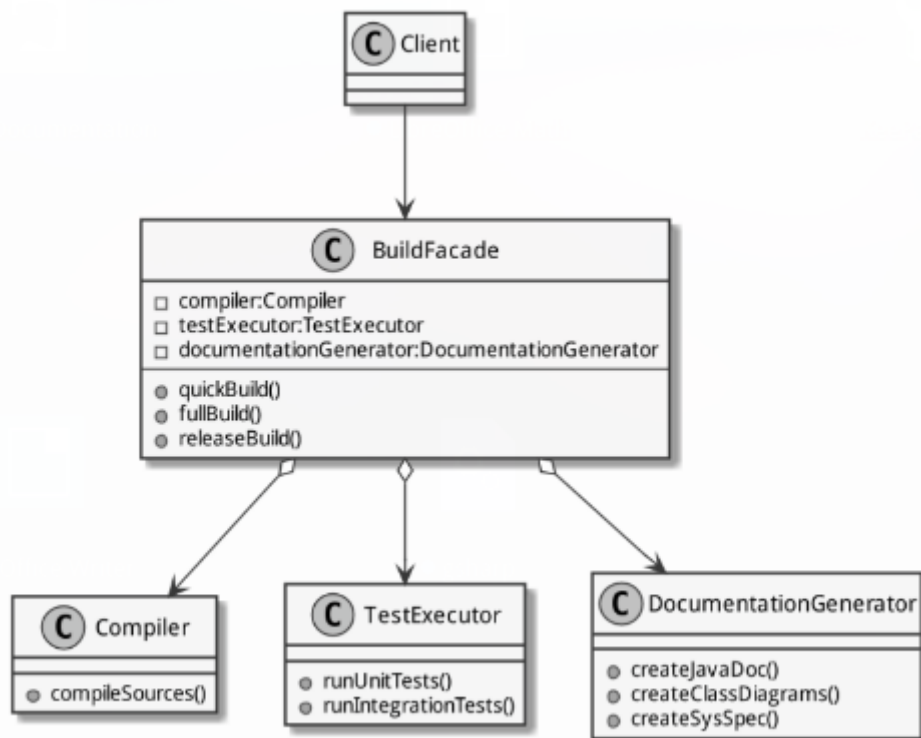 C Client
C BuildFacade
compiler:Compiler
testExecutor:TestExecutor
documentationGenerator:DocumentationGenerator
quickBuild()
fullBuild()
releaseBuild()
C Compiler
compileSources()
C TestExecutor
runUnitTests()
runIntegrationTests()
C DocumentationGenerator
createJavaDoc()
createClassDiagrams()
createSysSpec()